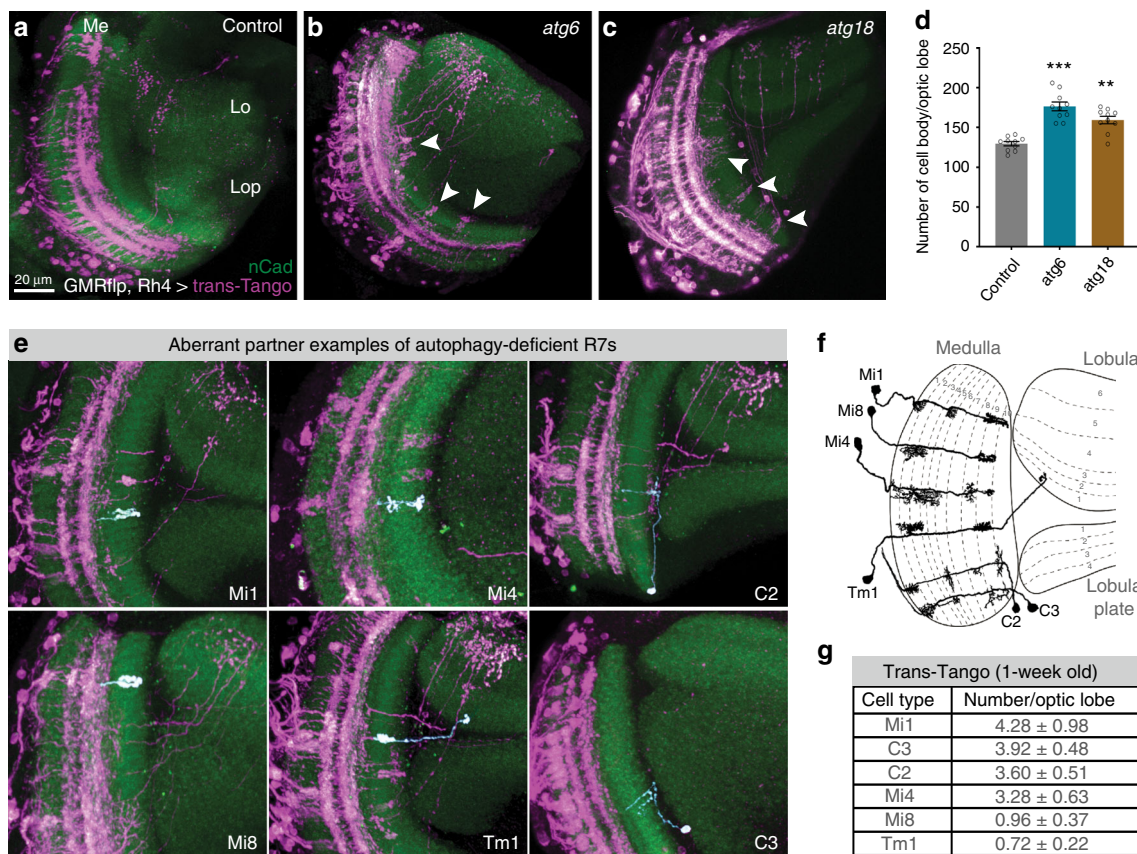 a
Me
Control
Lo
Lop
nCad
20 µm
GMRflp, Rh4 > trans-Tango
b
atg6
c
atg18
d
Number of cell body/optic lobe
250
200
150
100
50
0
***
**
Control
atg6
atg18
e
Aberrant partner examples of autophagy-deficient R7s
Mi1
Mi4
C2
Mi8
Tm1
C3
f
Medulla
Lobula
Mi1
Mi8
Mi4
Tm1
C2
C3
Lobula
plate
6
5
4
3
2
1
1
2
3
4
g
Trans-Tango (1-week old)
Cell type Number/optic lobe
Mi1 4.28 ± 0.98
C3 3.92 ± 0.48
C2 3.60 ± 0.51
Mi4 3.28 ± 0.63
Mi8 0.96 ± 0.37
Tm1 0.72 ± 0.22